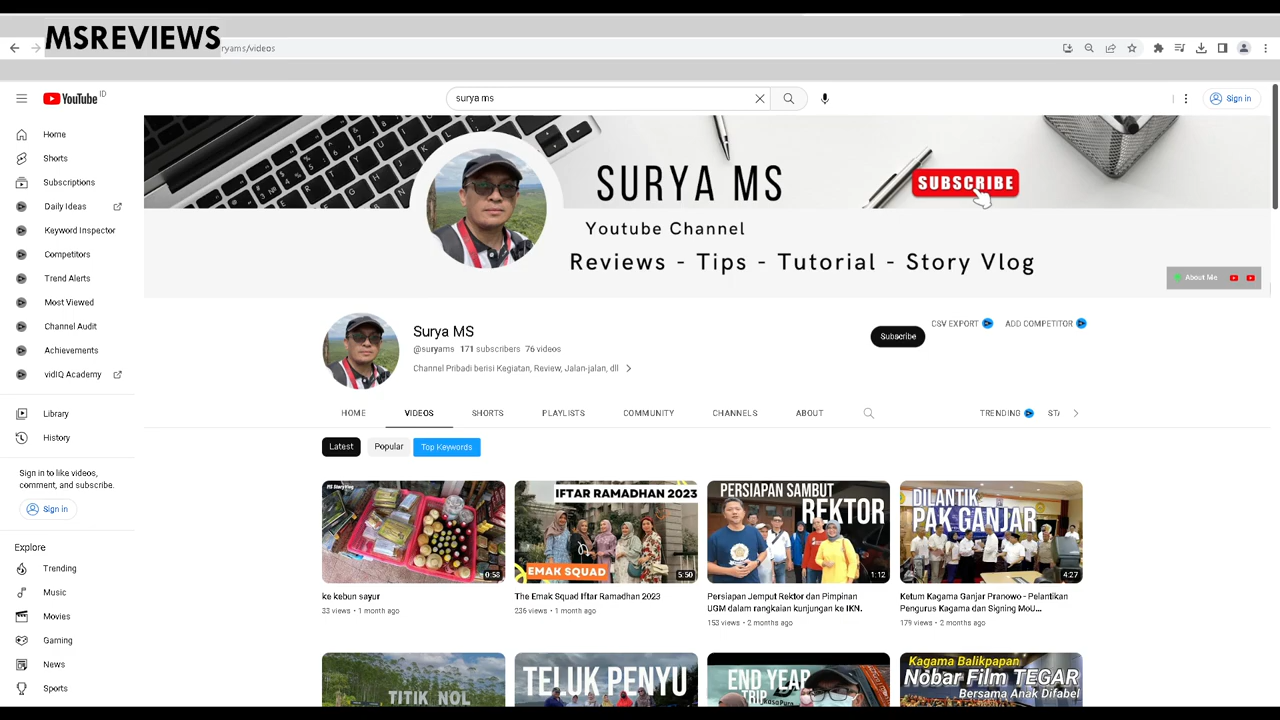 MSREVIEWS
ryams/videos
YouTube ID
surya ms
Sign in
Home
Shorts
Subscriptions
Daily Ideas
Keyword Inspector
Competitors
Trend Alerts
Most Viewed
Channel Audit
Achievements
vidIQ Academy
Library
History
Sign in to like videos,
comment, and subscribe.
Sign in
Explore
Trending
Music
Movies
Gaming
News
Sports
SURYA MS
SUBSCRIBE
Youtube Channel
Reviews - Tips - Tutorial - Story Vlog
About Me
Surya MS
@suryams 171 subscribers 76 videos
Channel Pribadi berisi Kegiatan, Review, Jalan-jalan, dll
Subscribe
CSV EXPORT
ADD COMPETITOR
HOME
VIDEOS
SHORTS
PLAYLISTS
COMMUNITY
CHANNELS
ABOUT
TRENDING
STA
Latest
Popular
Top Keywords
MS StoryVlog
0:58
ke kebun sayur
33 views • 1 month ago
IFTAR RAMADHAN 2023
EMAK SQUAD
5:50
The Emak Squad Iftar Ramadhan 2023
236 views • 1 month ago
PERSIAPAN SAMBUT
REKTOR
1:12
Persiapan Jemput Rektor dan Pimpinan
UGM dalam rangkaian kunjungan ke IKN.
153 views • 2 months ago
DILANTIK
PAK GANJAR
4:27
Ketum Kagama Ganjar Pranowo - Pelantikan
Pengurus Kagama dan Signing MoU...
179 views • 2 months ago
TITIK NOL
TELUK PENYU
END YEAR
TRIP
Kagama Balikpapan
Nobar Film TEGAR
Bersama Anak Difabel